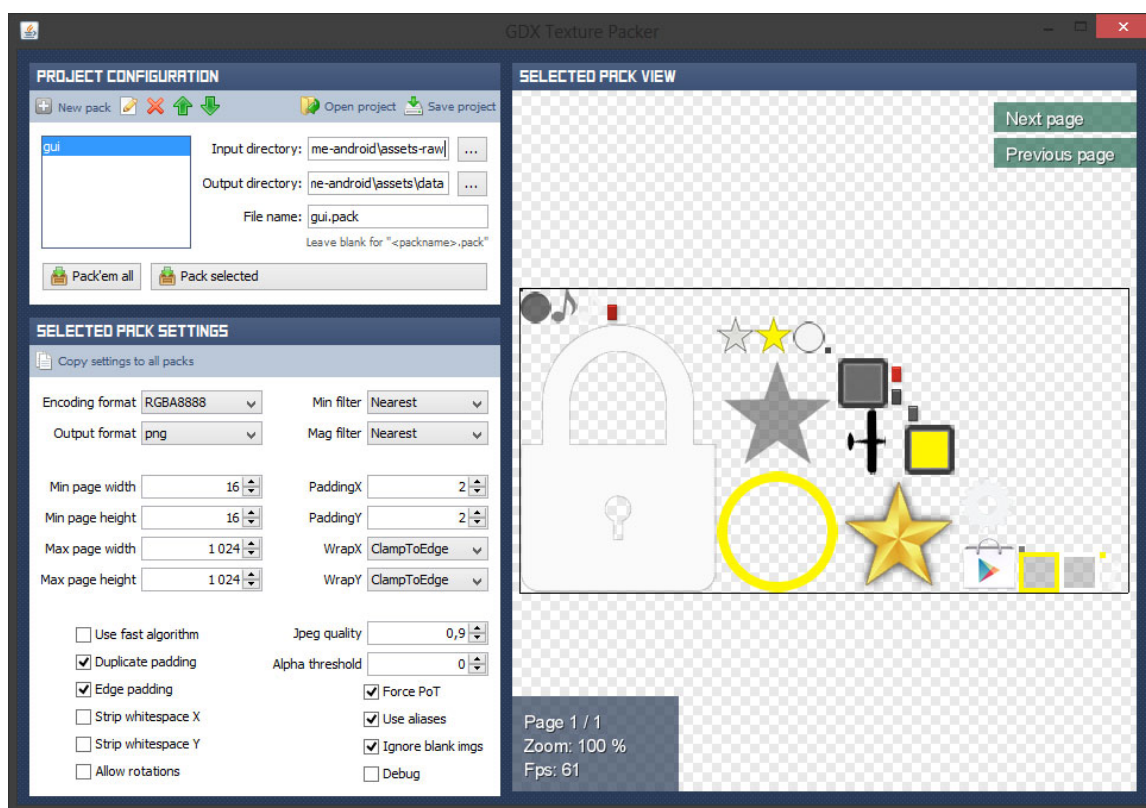 GDX Texture Packer
PROJECT CONFIGURATION
New pack
Open project
Save project
gui
Input directory: me-android\assets-raw ...
Output directory: ne-android\assets\data ...
File name: gui.pack
Leave blank for "<packname>.pack"
Pack'em all
Pack selected
SELECTED PACK SETTINGS
Copy settings to all packs
Encoding format RGBA8888 Min filter Nearest
Output format png Mag filter Nearest
Min page width 16 PaddingX 2
Min page height 16 PaddingY 2
Max page width 1 024 WrapX ClampToEdge
Max page height 1 024 WrapY ClampToEdge
Use fast algorithm Jpeg quality 0,9
Duplicate padding Alpha threshold 0
Edge padding Force PoT
Strip whitespace X Use aliases
Strip whitespace Y Ignore blank imgs
Allow rotations Debug
SELECTED PACK VIEW
Next page
Previous page
Page 1 / 1
Zoom: 100 %
Fps: 61